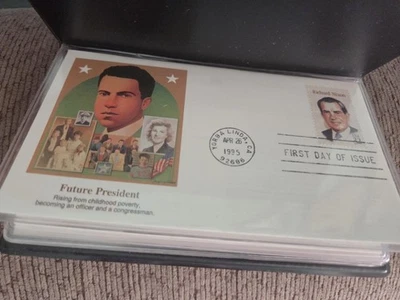 Richard Nixon
YORBA LINDA, CA
APR 26
1995
92686
FIRST DAY OF ISSUE
Future President
Rising from childhood poverty,
becoming an officer and a congressman.